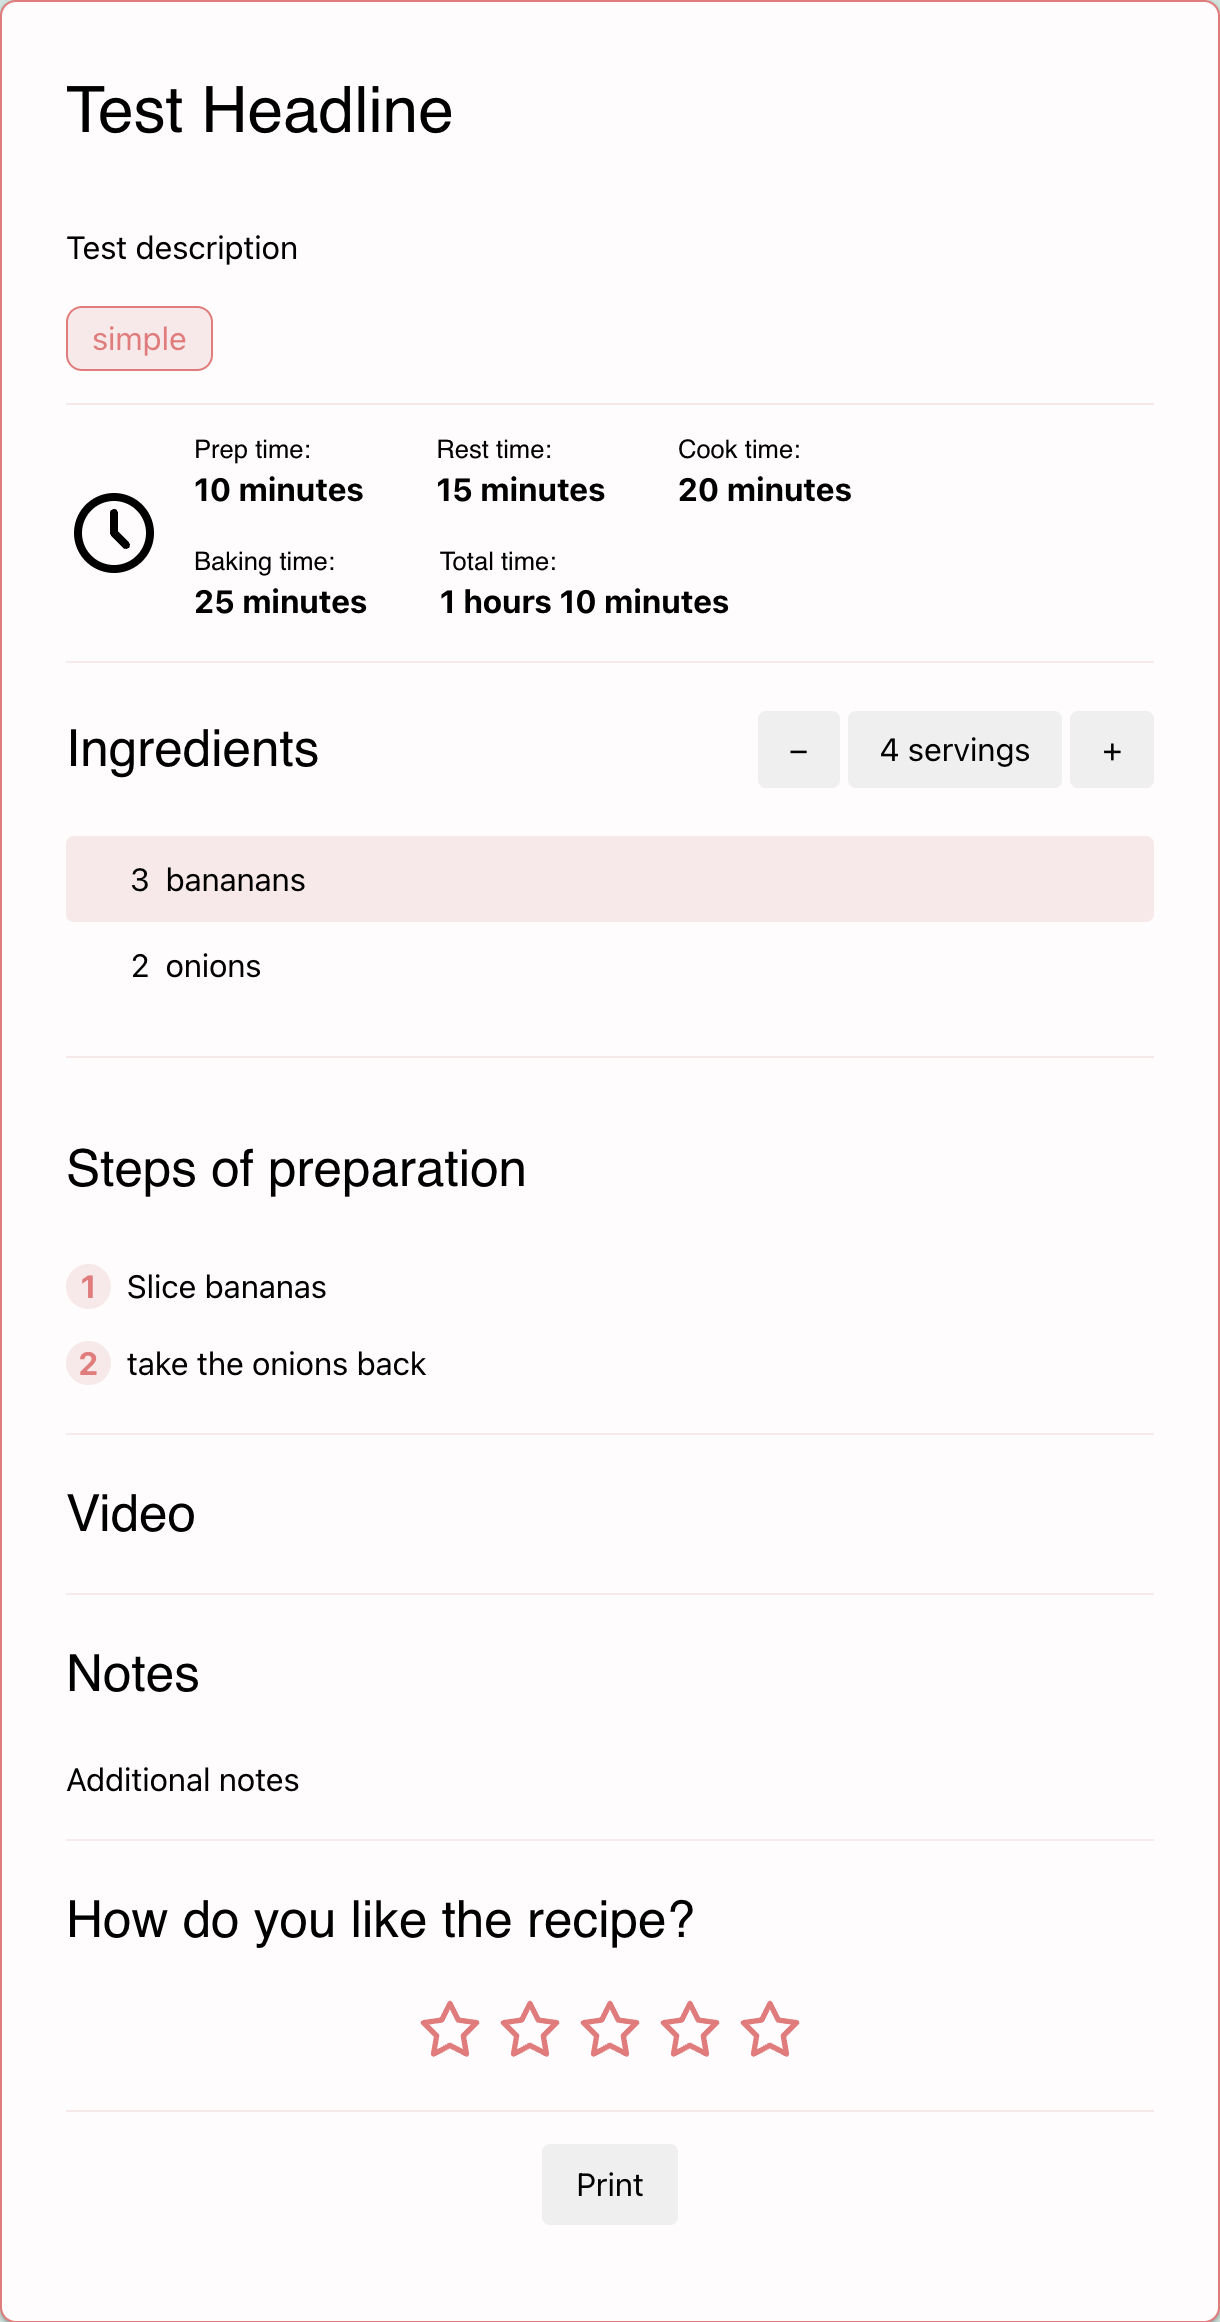 Test Headline
Test description
simple
Prep time: Rest time: Cook time:
10 minutes 15 minutes 20 minutes
Baking time: Total time:
25 minutes 1 hours 10 minutes
Ingredients – 4 servings +
3 bananans
2 onions
Steps of preparation
1 Slice bananas
2 take the onions back
Video
Notes
Additional notes
How do you like the recipe?
Print